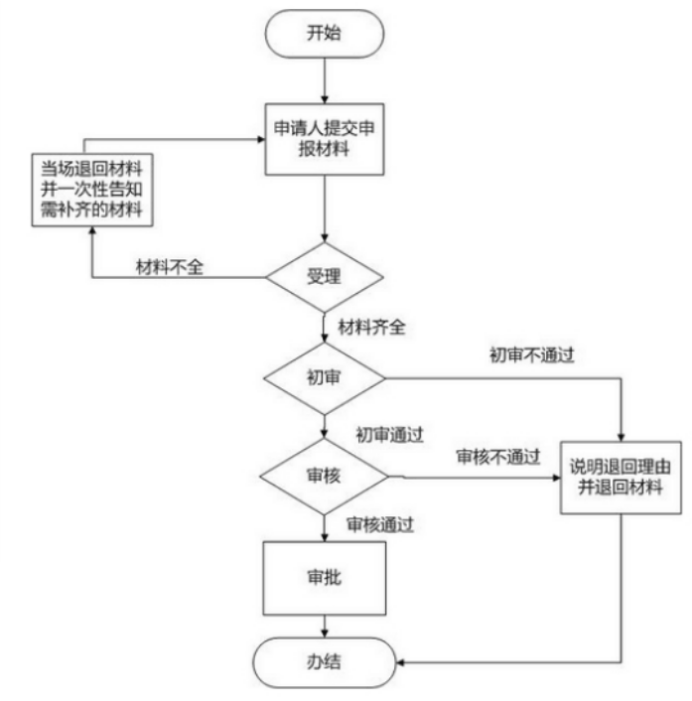 开始
申请人提交申
报材料
当场退回材料
并一次性告知
需补齐的材料
材料不全
受理
材料齐全
初审不通过
初审
初审通过
审核不通过
说明退回理由
并退回材料
审核
审核通过
审批
办结